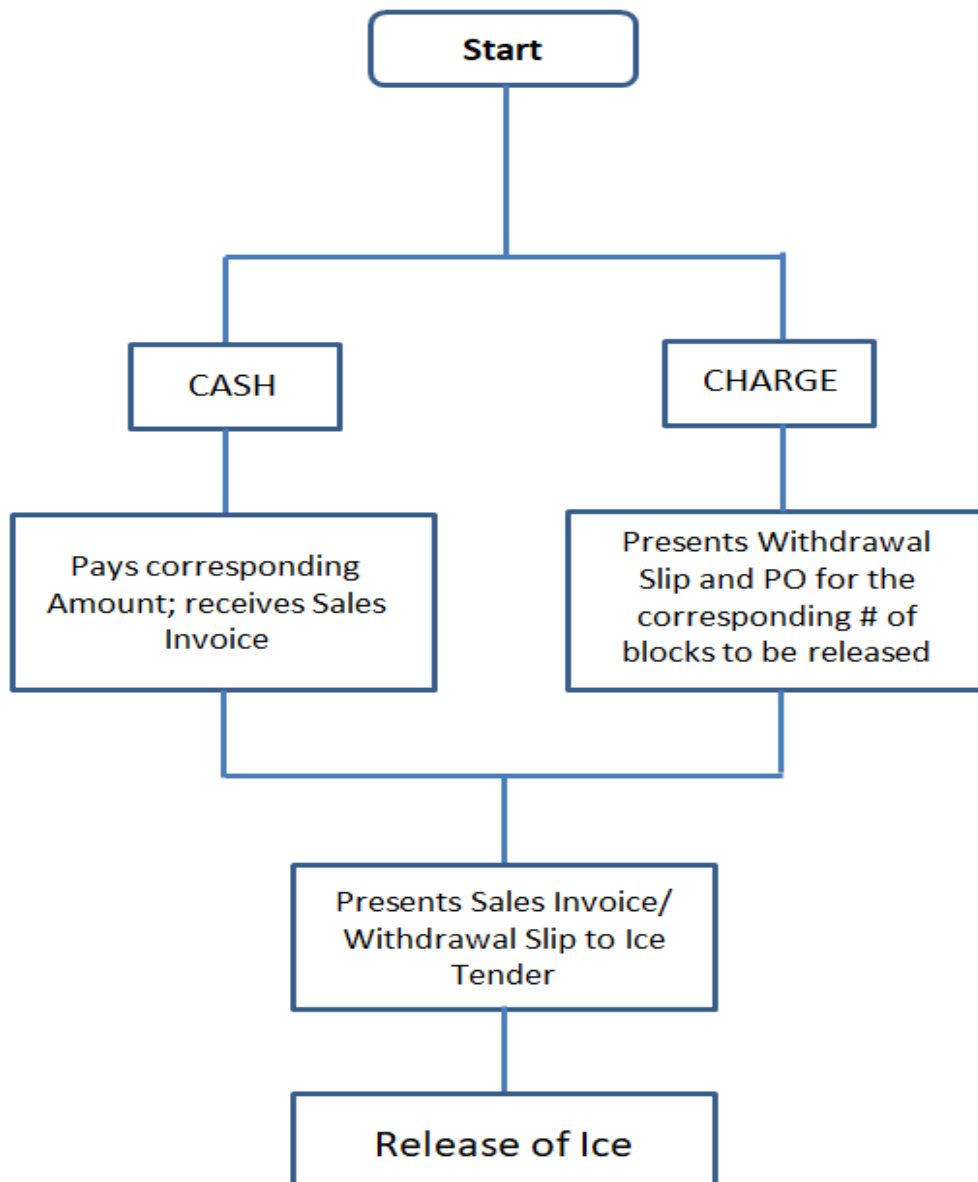 Start
CASH
CHARGE
Pays corresponding
Amount; receives Sales
Invoice
Presents Withdrawal
Slip and PO for the
corresponding # of
blocks to be released
Presents Sales Invoice/
Withdrawal Slip to Ice
Tender
Release of Ice